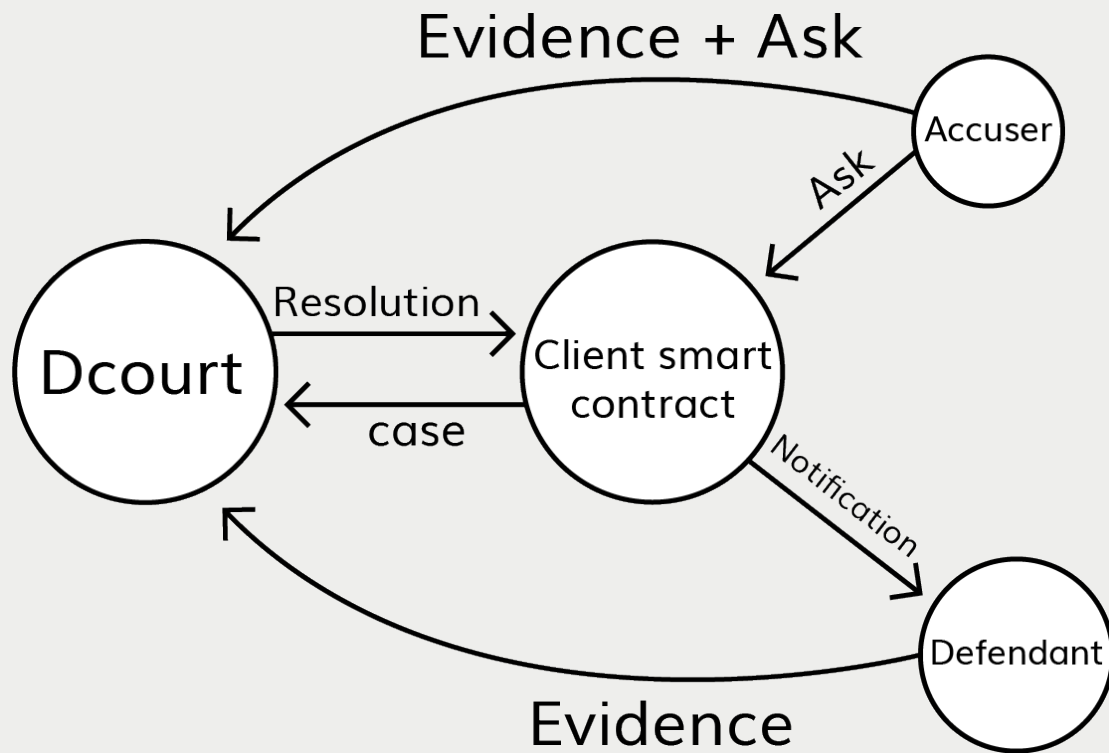 Evidence + Ask
Accuser
Ask
Resolution
Dcourt
Client smart
contract
case
Notification
Defendant
Evidence